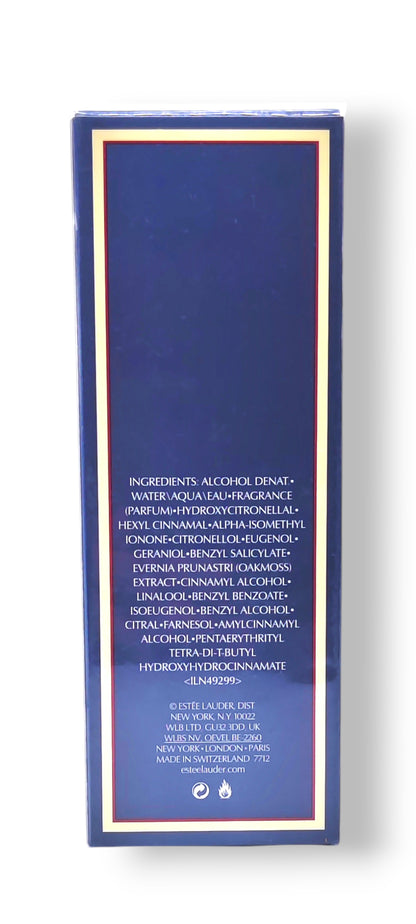 INGREDIENTS: ALCOHOL DENAT.•
WATER\AQUA\EAU•FRAGRANCE
(PARFUM)•HYDROXYCITRONELLAL•
HEXYL CINNAMAL•ALPHA-ISOMETHYL
IONONE•CITRONELLOL•EUGENOL•
GERANIOL•BENZYL SALICYLATE•
EVERNIA PRUNASTRI (OAKMOSS)
EXTRACT•CINNAMYL ALCOHOL•
LINALOOL•BENZYL BENZOATE•
ISOEUGENOL•BENZYL ALCOHOL•
CITRAL•FARNESOL•AMYLCINNAMYL
ALCOHOL•PENTAERYTHRITYL
TETRA-DI-T-BUTYL
HYDROXYHYDROCINNAMATE
<ILN49299>
© ESTĒE LAUDER, DIST.
NEW YORK, N.Y. 10022
WLB LTD. GU32 3DD, UK
WLBS NV, OEVEL BE-2260
NEW YORK•LONDON•PARIS
MADE IN SWITZERLAND 7712
esteelauder.com